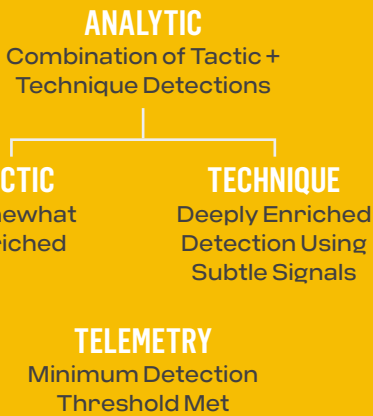 ANALYTIC
Combination of Tactic +
Technique Detections
CTIC TECHNIQUE
newhat Deeply Enriched
riched Detection Using
Subtle Signals
TELEMETRY
Minimum Detection
Threshold Met